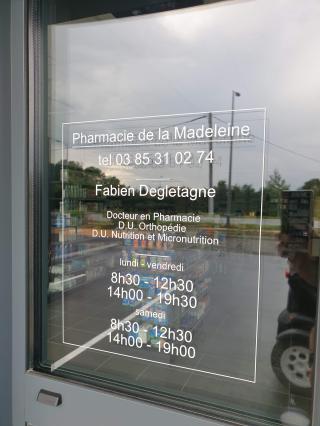 Pharmacie de la Madeleine
tel 03 85 31 02 74
Fabien Degletagne
Docteur en Pharmacie
D.U. Orthopédie
D.U. Nutrition et Micronutrition
lundi - vendredi
8h30 - 12h30
14h00 - 19h30
samedi
8h30 - 12h30
14h00 - 19h00